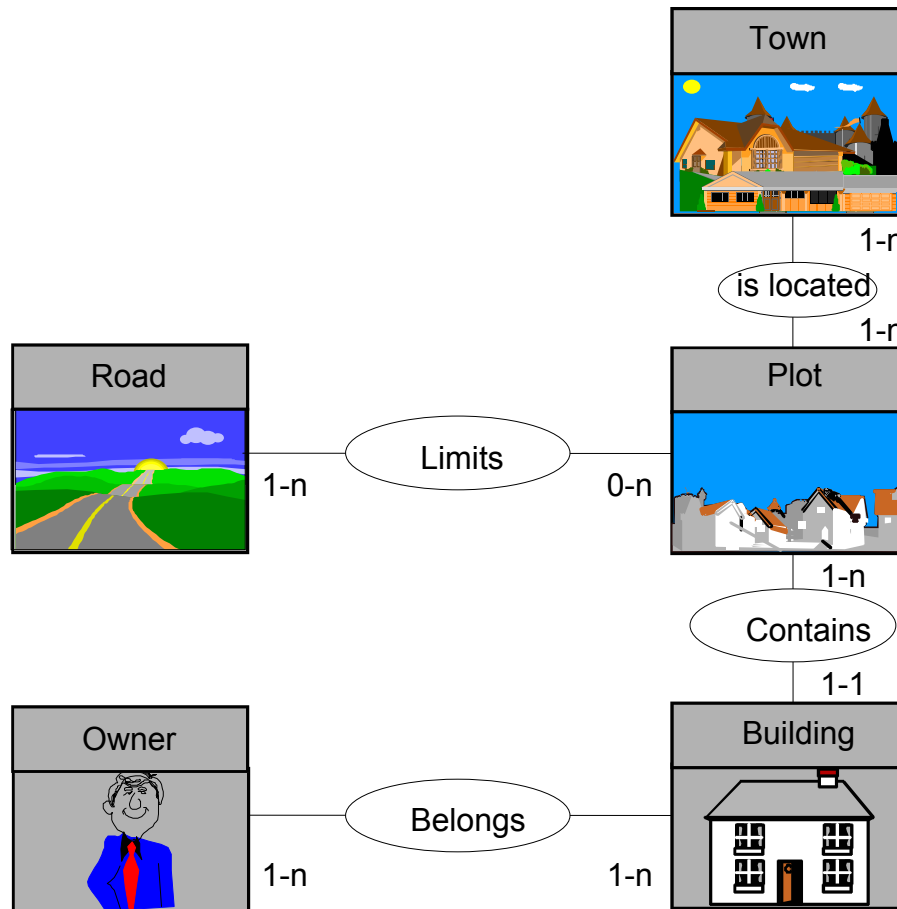 Town
1-n
is located
1-n
Road
Plot
Limits
1-n
0-n
1-n
Contains
1-1
Owner
Building
Belongs
1-n
1-n